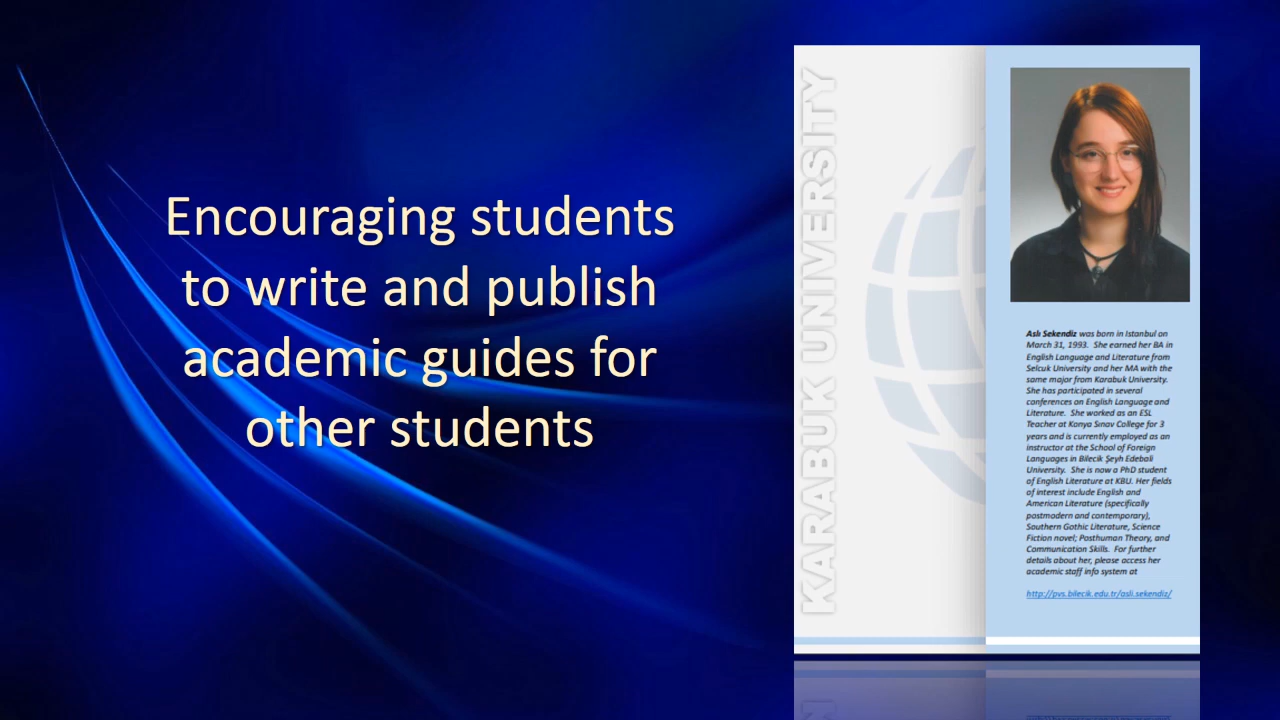 Encouraging students
to write and publish
academic guides for
other students
KARABUK UNIVERSITY
Aslı Sekendiz was born in Istanbul on
March 31, 1993. She earned her BA in
English Language and Literature from
Selcuk University and her MA with the
same major from Karabuk University.
She has participated in several
conferences on English Language and
Literature. She worked as an ESL
Teacher at Konya Sınav College for 3
years and is currently employed as an
instructor at the School of Foreign
Languages in Bilecik Şeyh Edebali
University. She is now a PhD student
of English Literature at KBU. Her fields
of interest include English and
American Literature (specifically
postmodern and contemporary),
Southern Gothic Literature, Science
Fiction novel; Posthuman Theory, and
Communication Skills. For further
details about her, please access her
academic staff info system at
http://pvs.bilecik.edu.tr/asli.sekendiz/